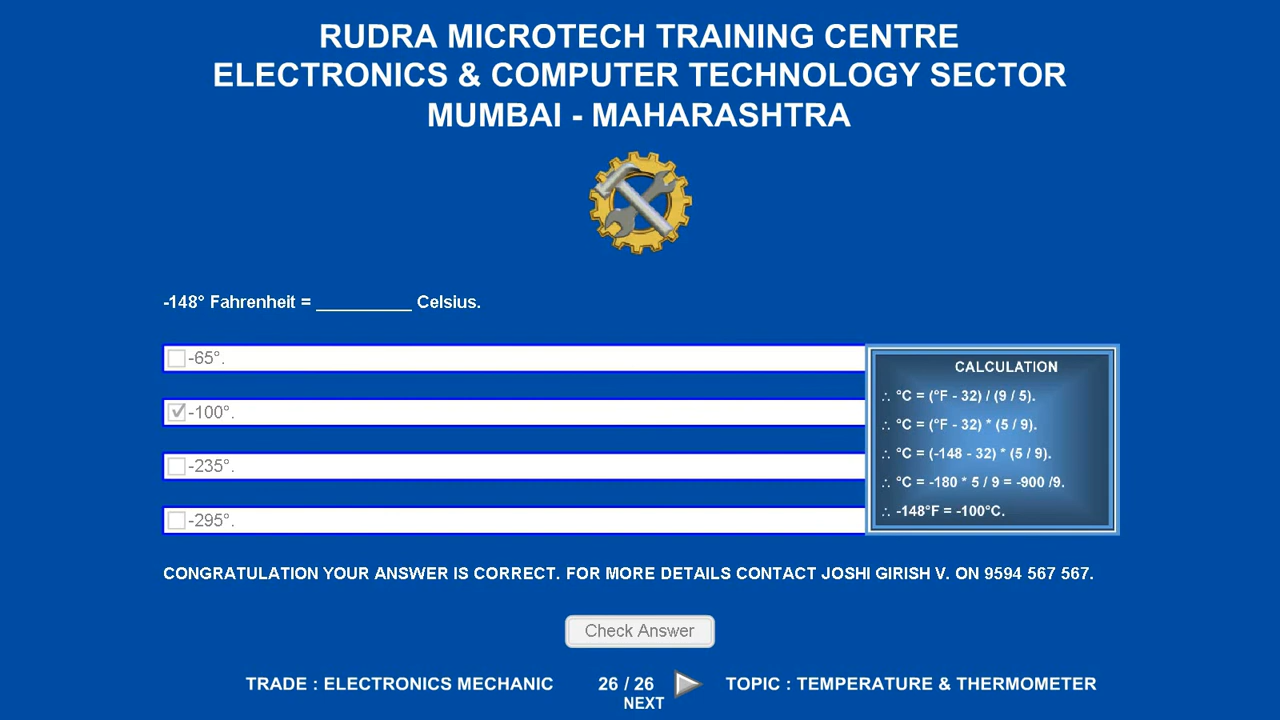 RUDRA MICROTECH TRAINING CENTRE
ELECTRONICS & COMPUTER TECHNOLOGY SECTOR
MUMBAI - MAHARASHTRA
-148° Fahrenheit = __________ Celsius.
-65°.
-100°.
-235°.
-295°.
CALCULATION
∴ °C = (°F - 32) / (9 / 5).
∴ °C = (°F - 32) * (5 / 9).
∴ °C = (-148 - 32) * (5 / 9).
∴ °C = -180 * 5 / 9 = -900 /9.
∴ -148°F = -100°C.
CONGRATULATION YOUR ANSWER IS CORRECT. FOR MORE DETAILS CONTACT JOSHI GIRISH V. ON 9594 567 567.
Check Answer
TRADE : ELECTRONICS MECHANIC 26 / 26 TOPIC : TEMPERATURE & THERMOMETER
NEXT